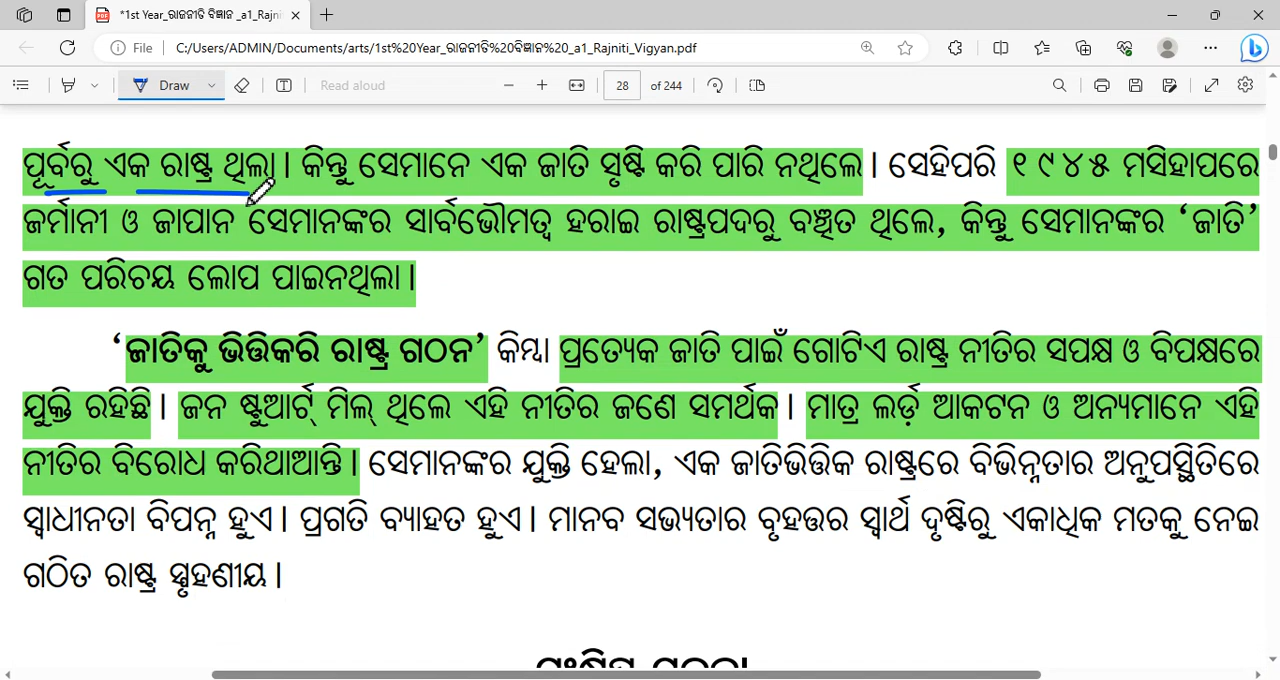 *1st Year_ରାଜନୀତି ବିଜ୍ଞାନ _a1_Rajni
File C:/Users/ADMIN/Documents/arts/1st%20Year_ରାଜନୀତି%20ବିଜ୍ଞାନ%20_a1_Rajniti_Vigyan.pdf
Draw Read aloud 28 of 244
ପୂର୍ବରୁ ଏକ ରାଷ୍ଟ୍ର ଥିଲା। କିନ୍ତୁ ସେମାନେ ଏକ ଜାତି ସୃଷ୍ଟି କରି ପାରି ନଥିଲେ। ସେହିପରି ୧୯୪୫ ମସିହାପରେ
ଜର୍ମାନୀ ଓ ଜାପାନ ସେମାନଙ୍କର ସାର୍ବଭୌମତ୍ୱ ହରାଇ ରାଷ୍ଟ୍ରପଦରୁ ବଞ୍ଚିତ ଥିଲେ, କିନ୍ତୁ ସେମାନଙ୍କର ‘ଜାତି’
ଗତ ପରିଚୟ ଲୋପ ପାଇନଥିଲା।
‘ଜାତିକୁ ଭିତ୍ତିକରି ରାଷ୍ଟ୍ର ଗଠନ’ କିମ୍ବା ପ୍ରତ୍ୟେକ ଜାତି ପାଇଁ ଗୋଟିଏ ରାଷ୍ଟ୍ର ନୀତିର ସପକ୍ଷ ଓ ବିପକ୍ଷରେ
ଯୁକ୍ତି ରହିଛି। ଜନ ଷ୍ଟୁଆର୍ଟ୍ ମିଲ୍ ଥିଲେ ଏହି ନୀତିର ଜଣେ ସମର୍ଥକ। ମାତ୍ର ଲର୍ଡ଼ ଆକଟନ ଓ ଅନ୍ୟମାନେ ଏହି
ନୀତିର ବିରୋଧ କରିଥାଆନ୍ତି। ସେମାନଙ୍କର ଯୁକ୍ତି ହେଲା, ଏକ ଜାତିଭିତ୍ତିକ ରାଷ୍ଟ୍ରରେ ବିଭିନ୍ନତାର ଅନୁପସ୍ଥିତିରେ
ସ୍ୱାଧୀନତା ବିପନ୍ନ ହୁଏ। ପ୍ରଗତି ବ୍ୟାହତ ହୁଏ। ମାନବ ସଭ୍ୟତାର ବୃହତ୍ତର ସ୍ୱାର୍ଥ ଦୃଷ୍ଟିରୁ ଏକାଧିକ ମତକୁ ନେଇ
ଗଠିତ ରାଷ୍ଟ୍ର ସ୍ପୃହଣୀୟ।